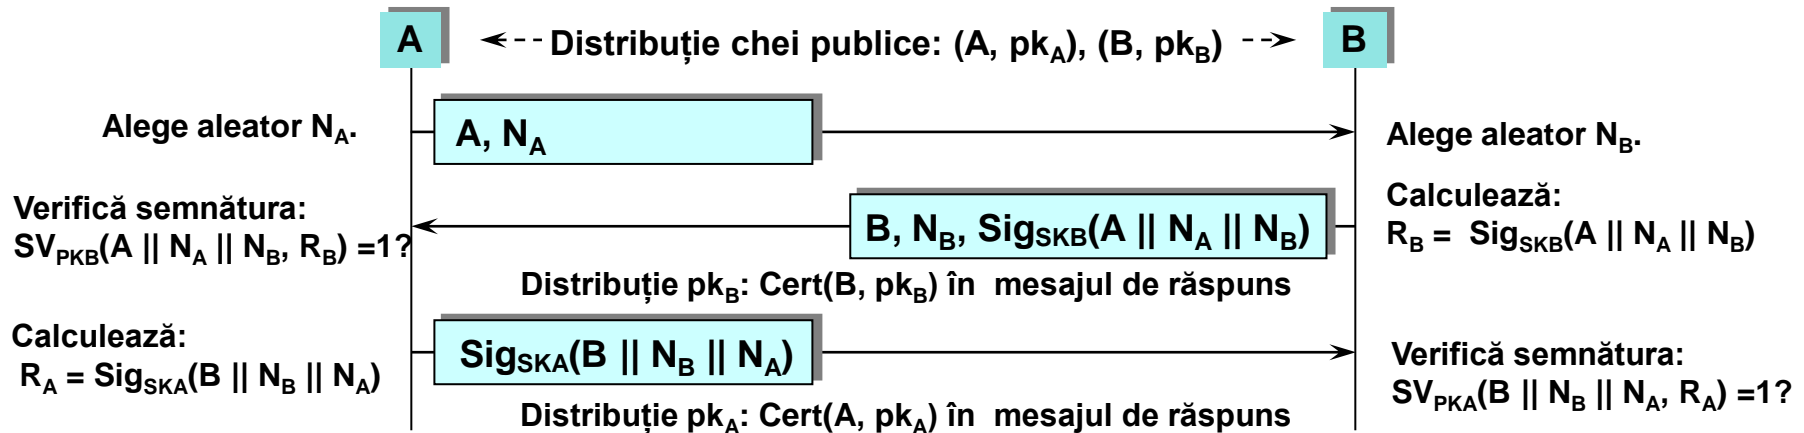 A
Distribuție chei publice: (A, pkA), (B, pkB)
B
Alege aleator NA.
A, NA
Alege aleator NB.
Verifică semnătura:
SVPKB(A || NA || NB, RB) =1?
B, NB, SigSKB(A || NA || NB)
Calculează:
RB = SigSKB(A || NA || NB)
Distribuție pkB: Cert(B, pkB) în mesajul de răspuns
Calculează:
RA = SigSKA(B || NB || NA)
SigSKA(B || NB || NA)
Verifică semnătura:
SVPKA(B || NB || NA, RA) =1?
Distribuție pkA: Cert(A, pkA) în mesajul de răspuns